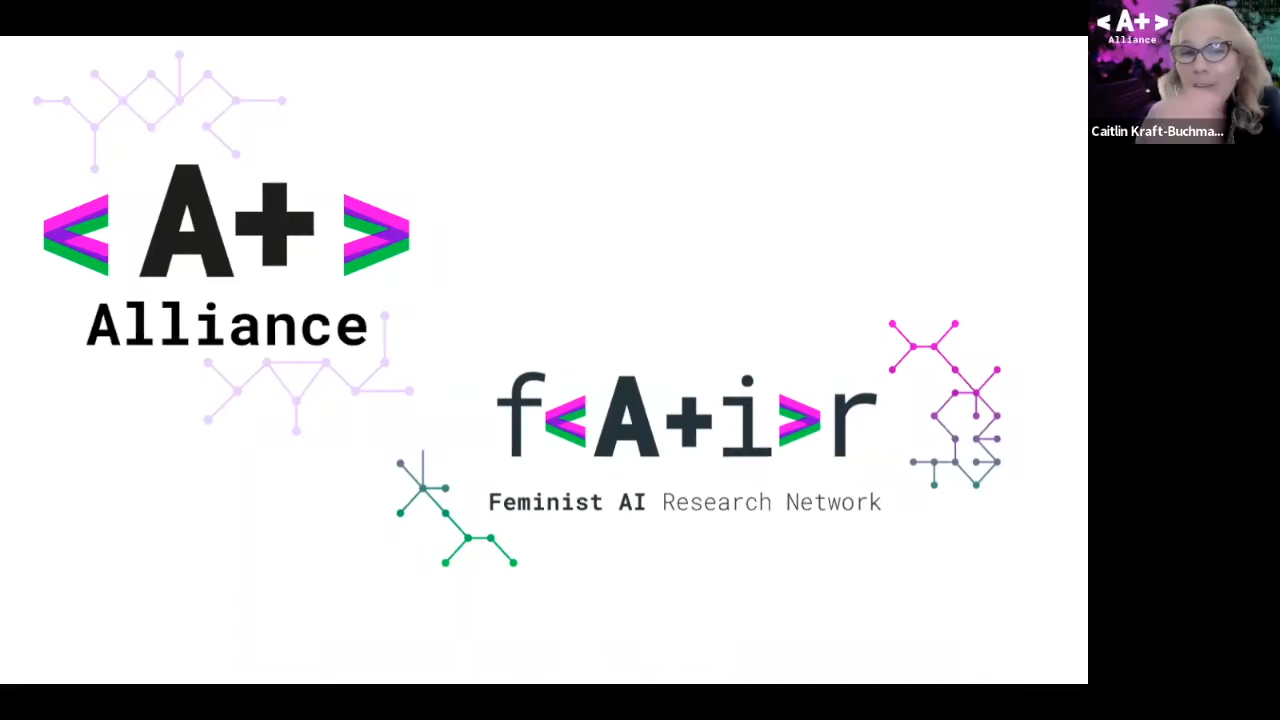 <A+>
Alliance
f<A+i>r
Feminist AI Research Network
<A+>
Alliance
Caitlin Kraft-Buchma...